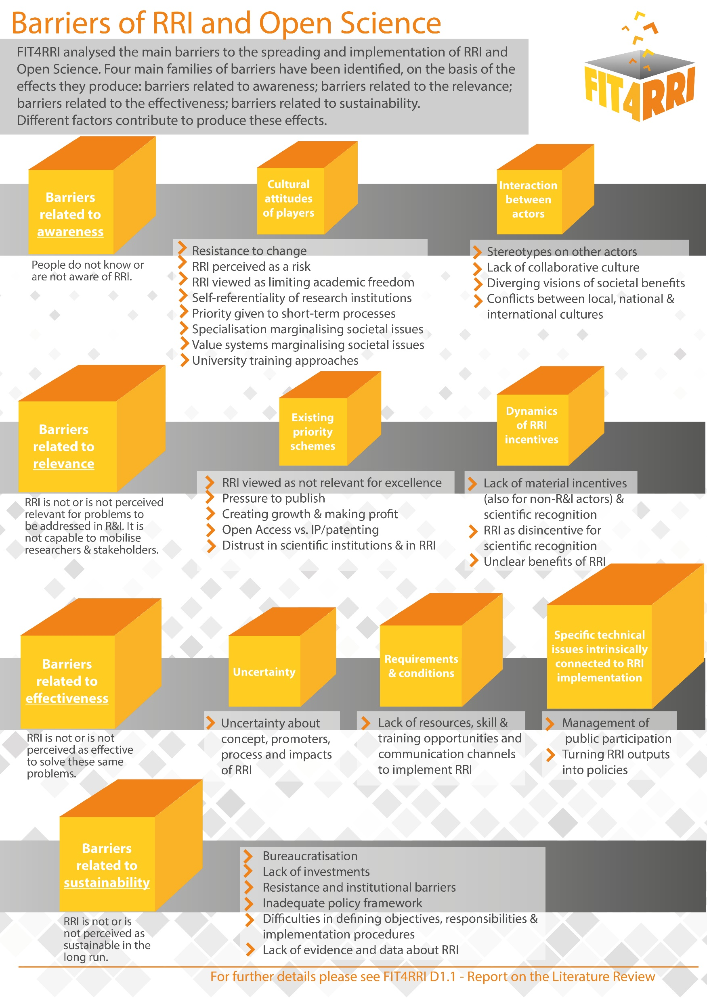 Barriers of RRI and Open Science
FIT4RRI analysed the main barriers to the spreading and implementation of RRI and
Open Science. Four main families of barriers have been identified, on the basis of the
effects they produce: barriers related to awareness; barriers related to the relevance;
barriers related to the effectiveness; barriers related to sustainability.
Different factors contribute to produce these effects.
FIT4RRI
Barriers
related to
awareness
People do not know or
are not aware of RRI.
Cultural
attitudes
of players
Resistance to change
RRI perceived as a risk
RRI viewed as limiting academic freedom
Self-referentiality of research institutions
Priority given to short-term processes
Specialisation marginalising societal issues
Value systems marginalising societal issues
University training approaches
Interaction
between
actors
Stereotypes on other actors
Lack of collaborative culture
Diverging visions of societal benefits
Conflicts between local, national &
international cultures
Barriers
related to
relevance
RRI is not or is not perceived
relevant for problems to
be addressed in R&I. It is
not capable to mobilise
researchers & stakeholders.
Existing
priority
schemes
RRI viewed as not relevant for excellence
Pressure to publish
Creating growth & making profit
Open Access vs. IP/patenting
Distrust in scientific institutions & in RRI
Dynamics
of RRI
incentives
Lack of material incentives
(also for non-R&I actors) &
scientific recognition
RRI as disincentive for
scientific recognition
Unclear benefits of RRI
Barriers
related to
effectiveness
RRI is not or is not
perceived as effective
to solve these same
problems.
Uncertainty
Uncertainty about
concept, promoters,
process and impacts
of RRI
Requirements
& conditions
Lack of resources, skill &
training opportunities and
communication channels
to implement RRI
Specific technical
issues intrinsically
connected to RRI
implementation
Management of
public participation
Turning RRI outputs
into policies
Barriers
related to
sustainability
RRI is not or is
not perceived as
sustainable in the
long run.
Bureaucratisation
Lack of investments
Resistance and institutional barriers
Inadequate policy framework
Difficulties in defining objectives, responsibilities &
implementation procedures
Lack of evidence and data about RRI
For further details please see FIT4RRI D1.1 - Report on the Literature Review